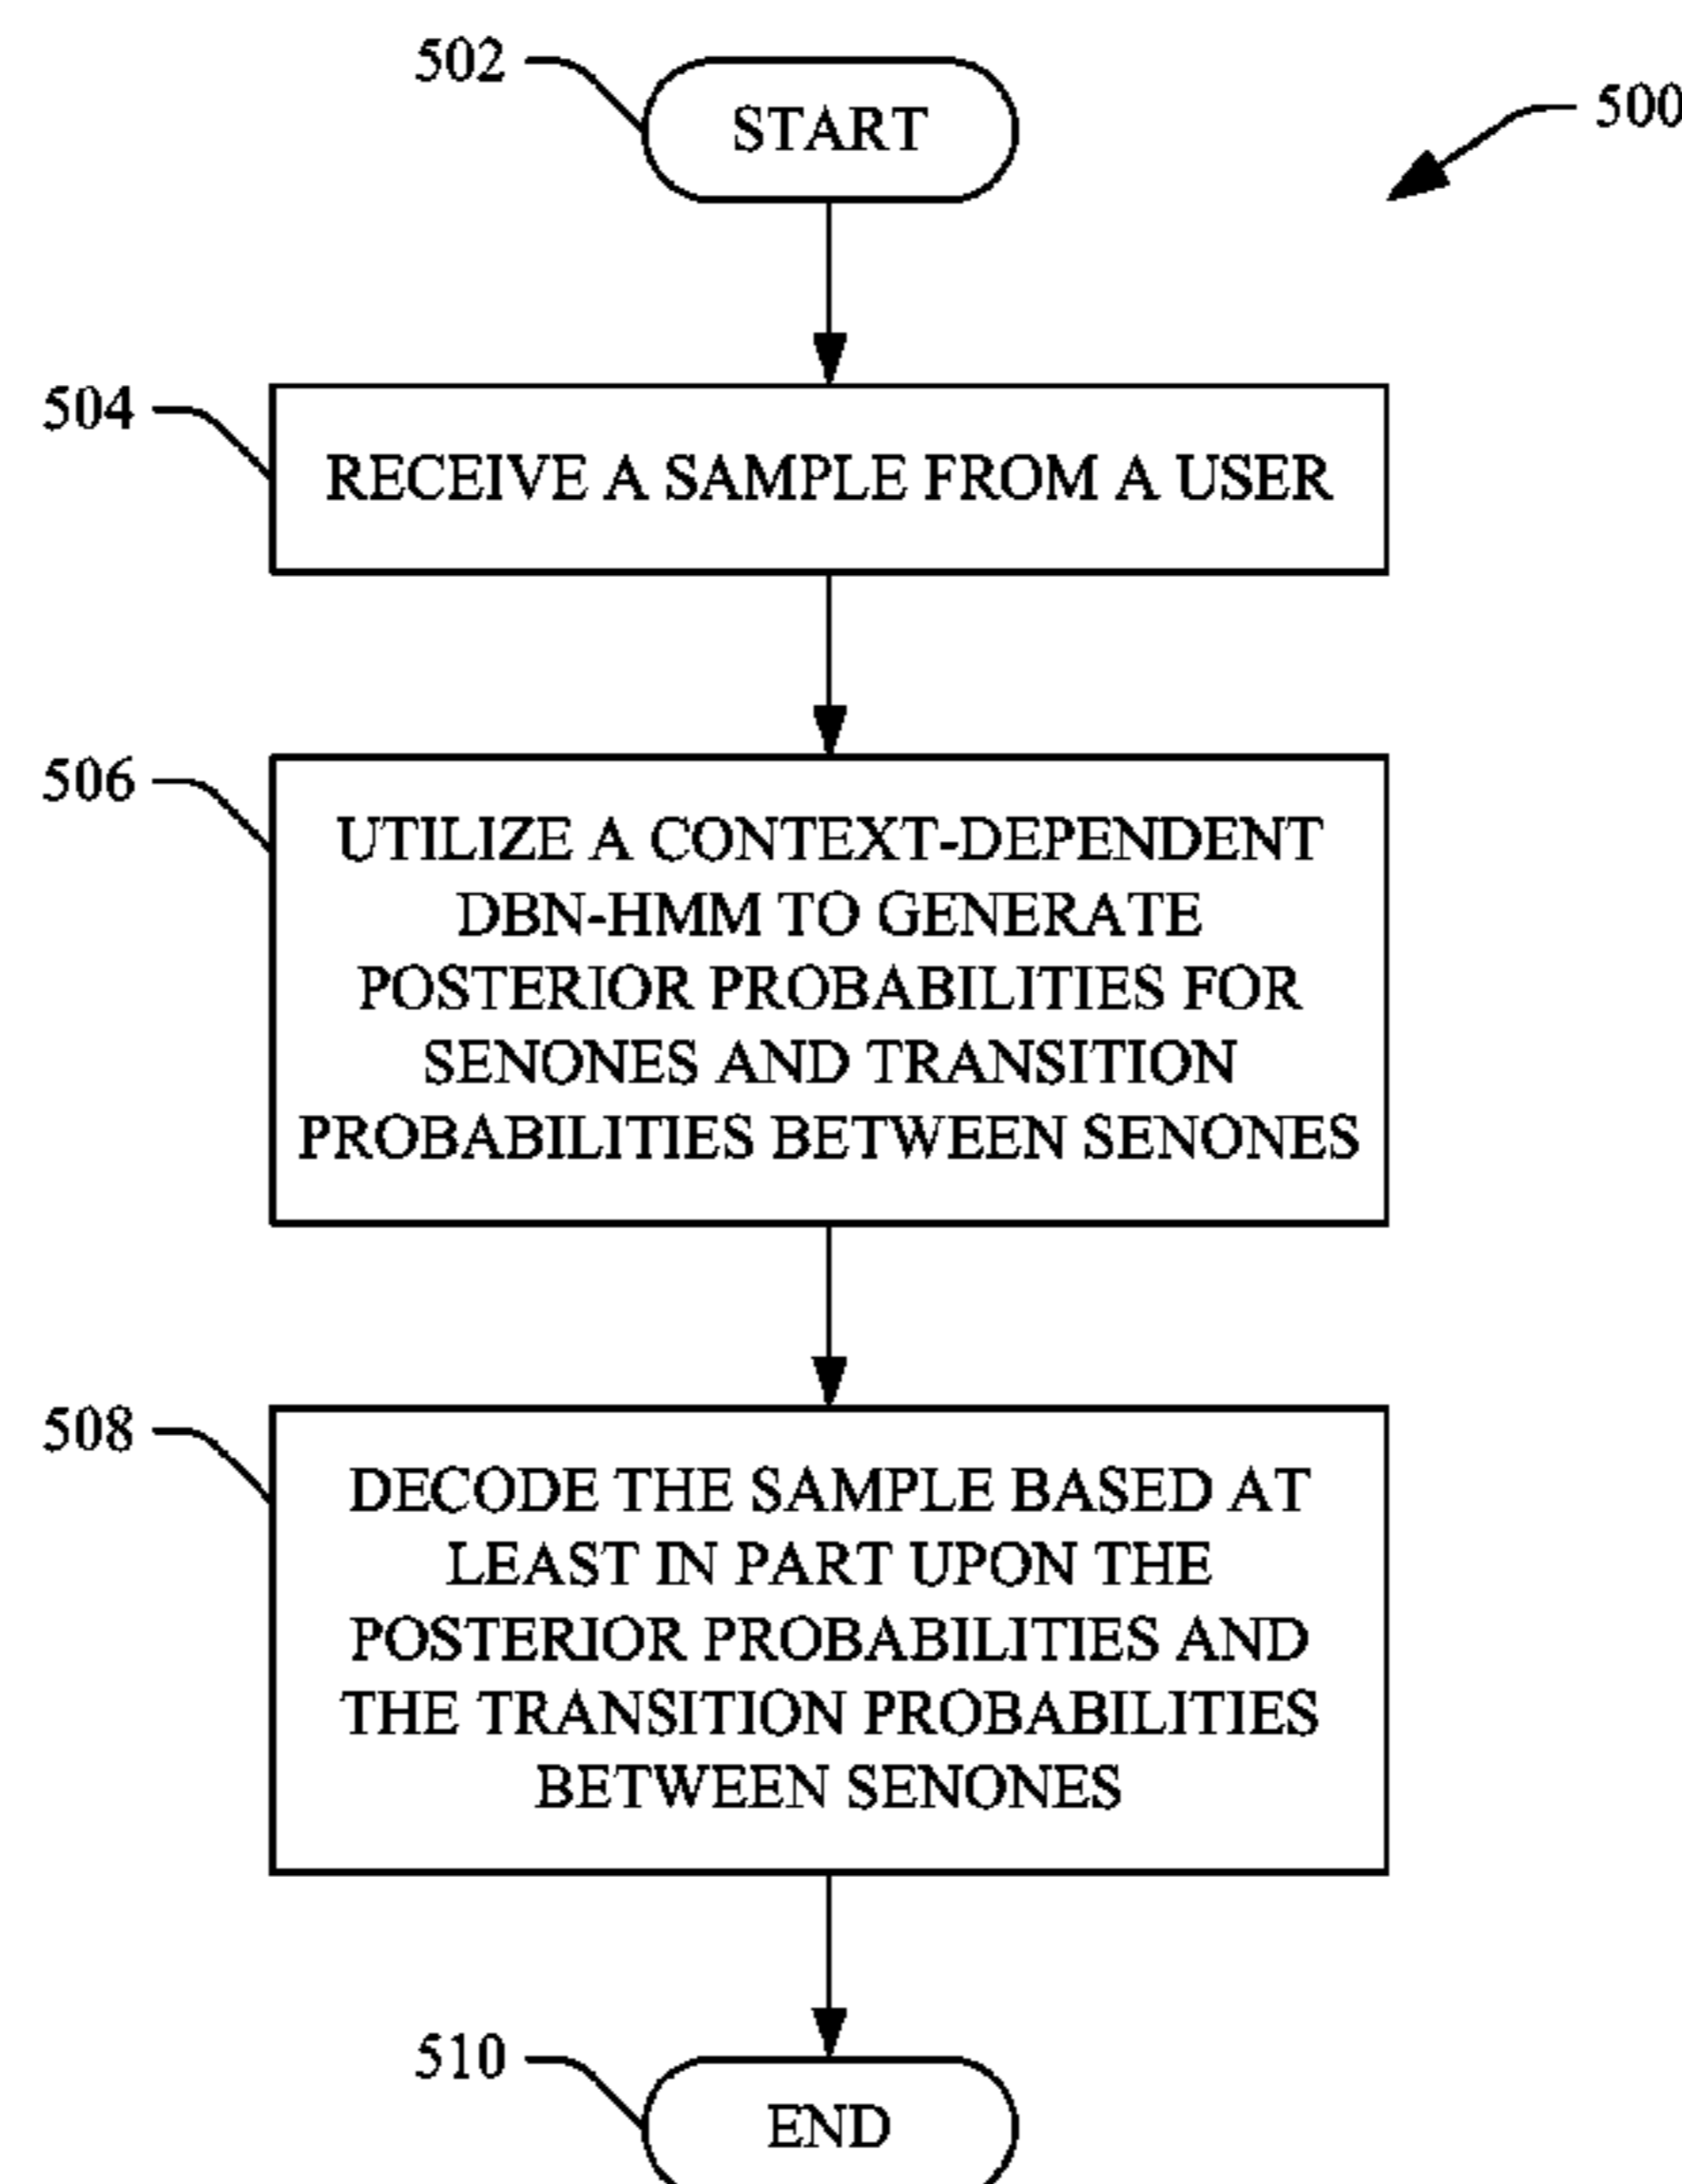 502
START
500
504
RECEIVE A SAMPLE FROM A USER
506
UTILIZE A CONTEXT-DEPENDENT
DBN-HMM TO GENERATE
POSTERIOR PROBABILITIES FOR
SENONES AND TRANSITION
PROBABILITIES BETWEEN SENONES
508
DECODE THE SAMPLE BASED AT
LEAST IN PART UPON THE
POSTERIOR PROBABILITIES AND
THE TRANSITION PROBABILITIES
BETWEEN SENONES
510
END